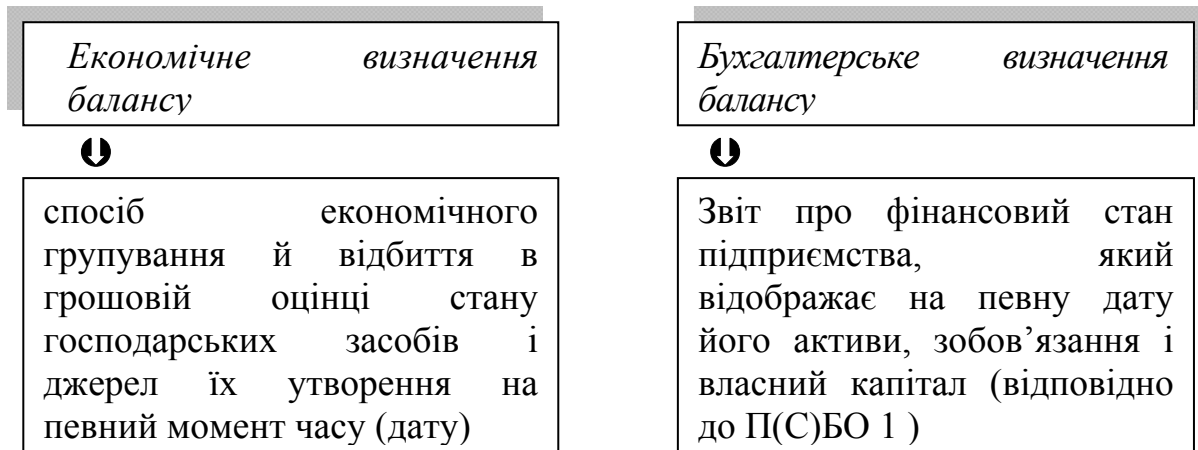 Економічне визначення
балансу
спосіб економічного
групування й відбиття в
грошовій оцінці стану
господарських засобів і
джерел їх утворення на
певний момент часу (дату)
Бухгалтерське визначення
балансу
Звіт про фінансовий стан
підприємства, який
відображає на певну дату
його активи, зобов’язання і
власний капітал (відповідно
до П(С)БО 1 )